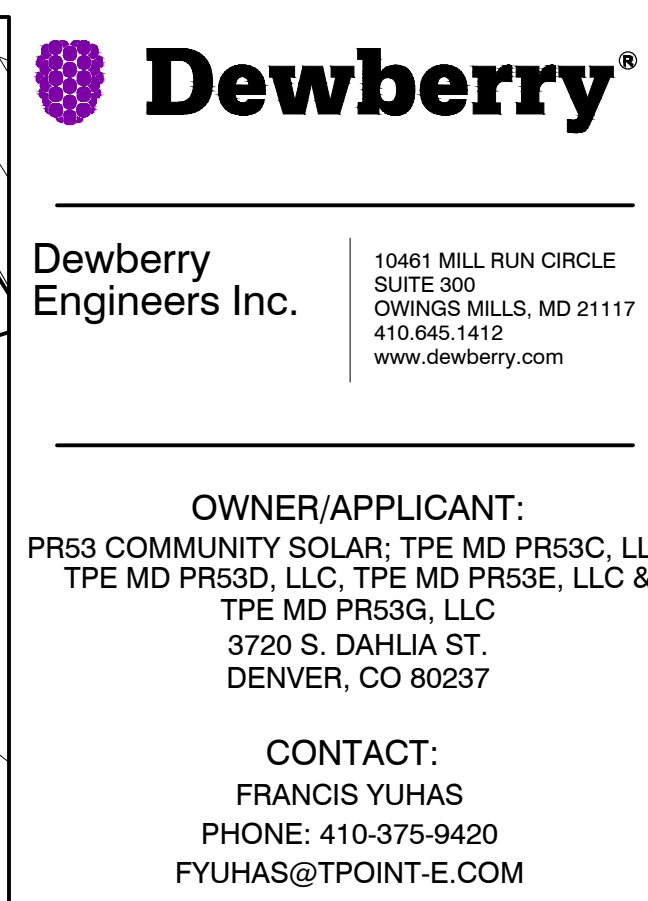 Dewberry®
Dewberry
Engineers Inc.
10461 MILL RUN CIRCLE
SUITE 300
OWINGS MILLS, MD 21117
410.645.1412
www.dewberry.com
OWNER/APPLICANT:
PR53 COMMUNITY SOLAR; TPE MD PR53C, LL
TPE MD PR53D, LLC, TPE MD PR53E, LLC &
TPE MD PR53G, LLC
3720 S. DAHLIA ST.
DENVER, CO 80237
CONTACT:
FRANCIS YUHAS
PHONE: 410-375-9420
FYUHAS@TPOINT-E.COM